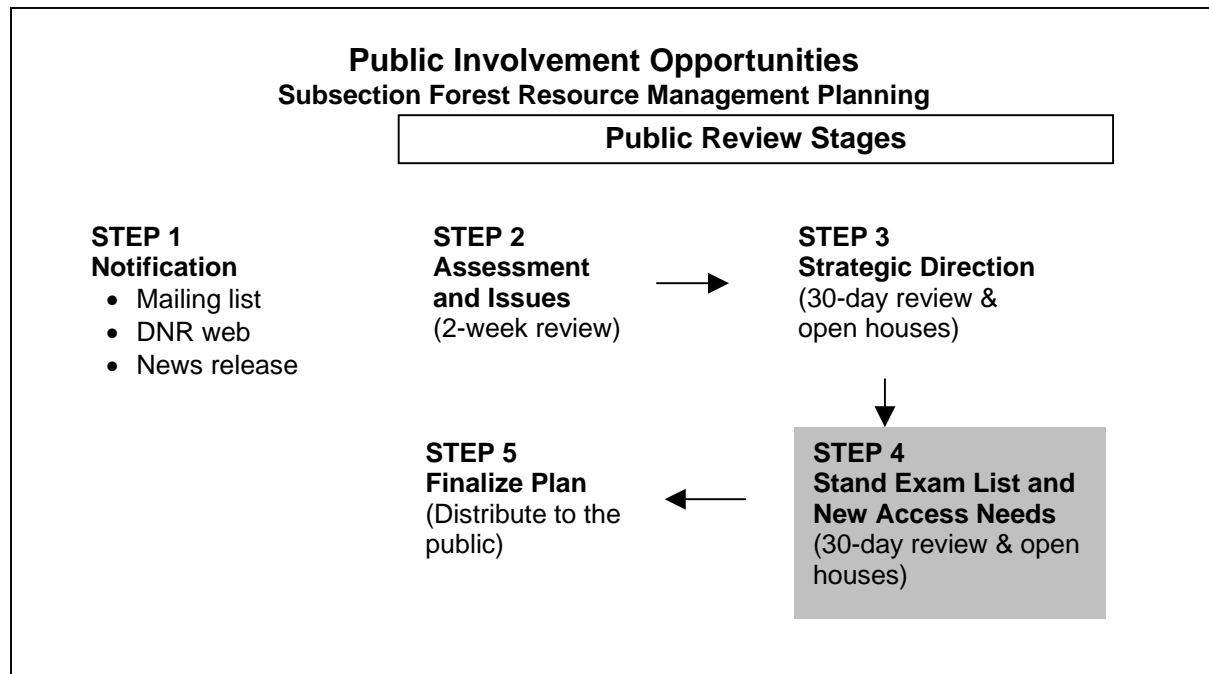 Public Involvement Opportunities
Subsection Forest Resource Management Planning
Public Review Stages
STEP 1
Notification
• Mailing list
• DNR web
• News release
STEP 2
Assessment
and Issues
(2-week review)
STEP 3
Strategic Direction
(30-day review &
open houses)
STEP 4
Stand Exam List and
New Access Needs
(30-day review & open
houses)
STEP 5
Finalize Plan
(Distribute to the
public)